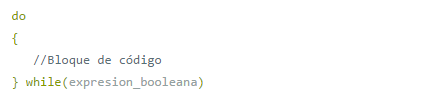 do
{
//Bloque de código
} while(expresion_booleana)